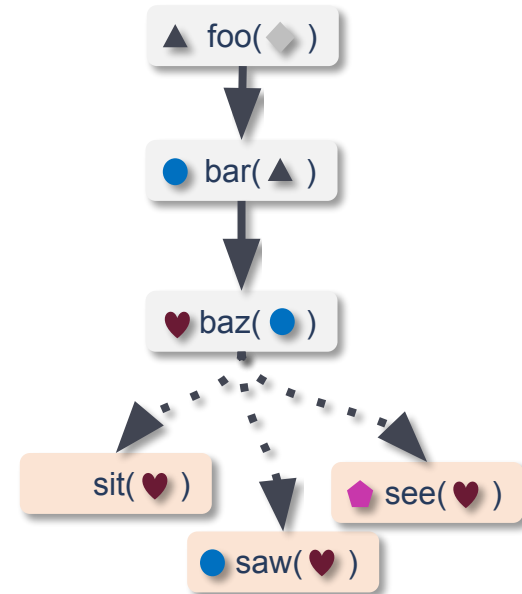 foo( )
bar( )
baz( )
sit( )
see( )
saw( )